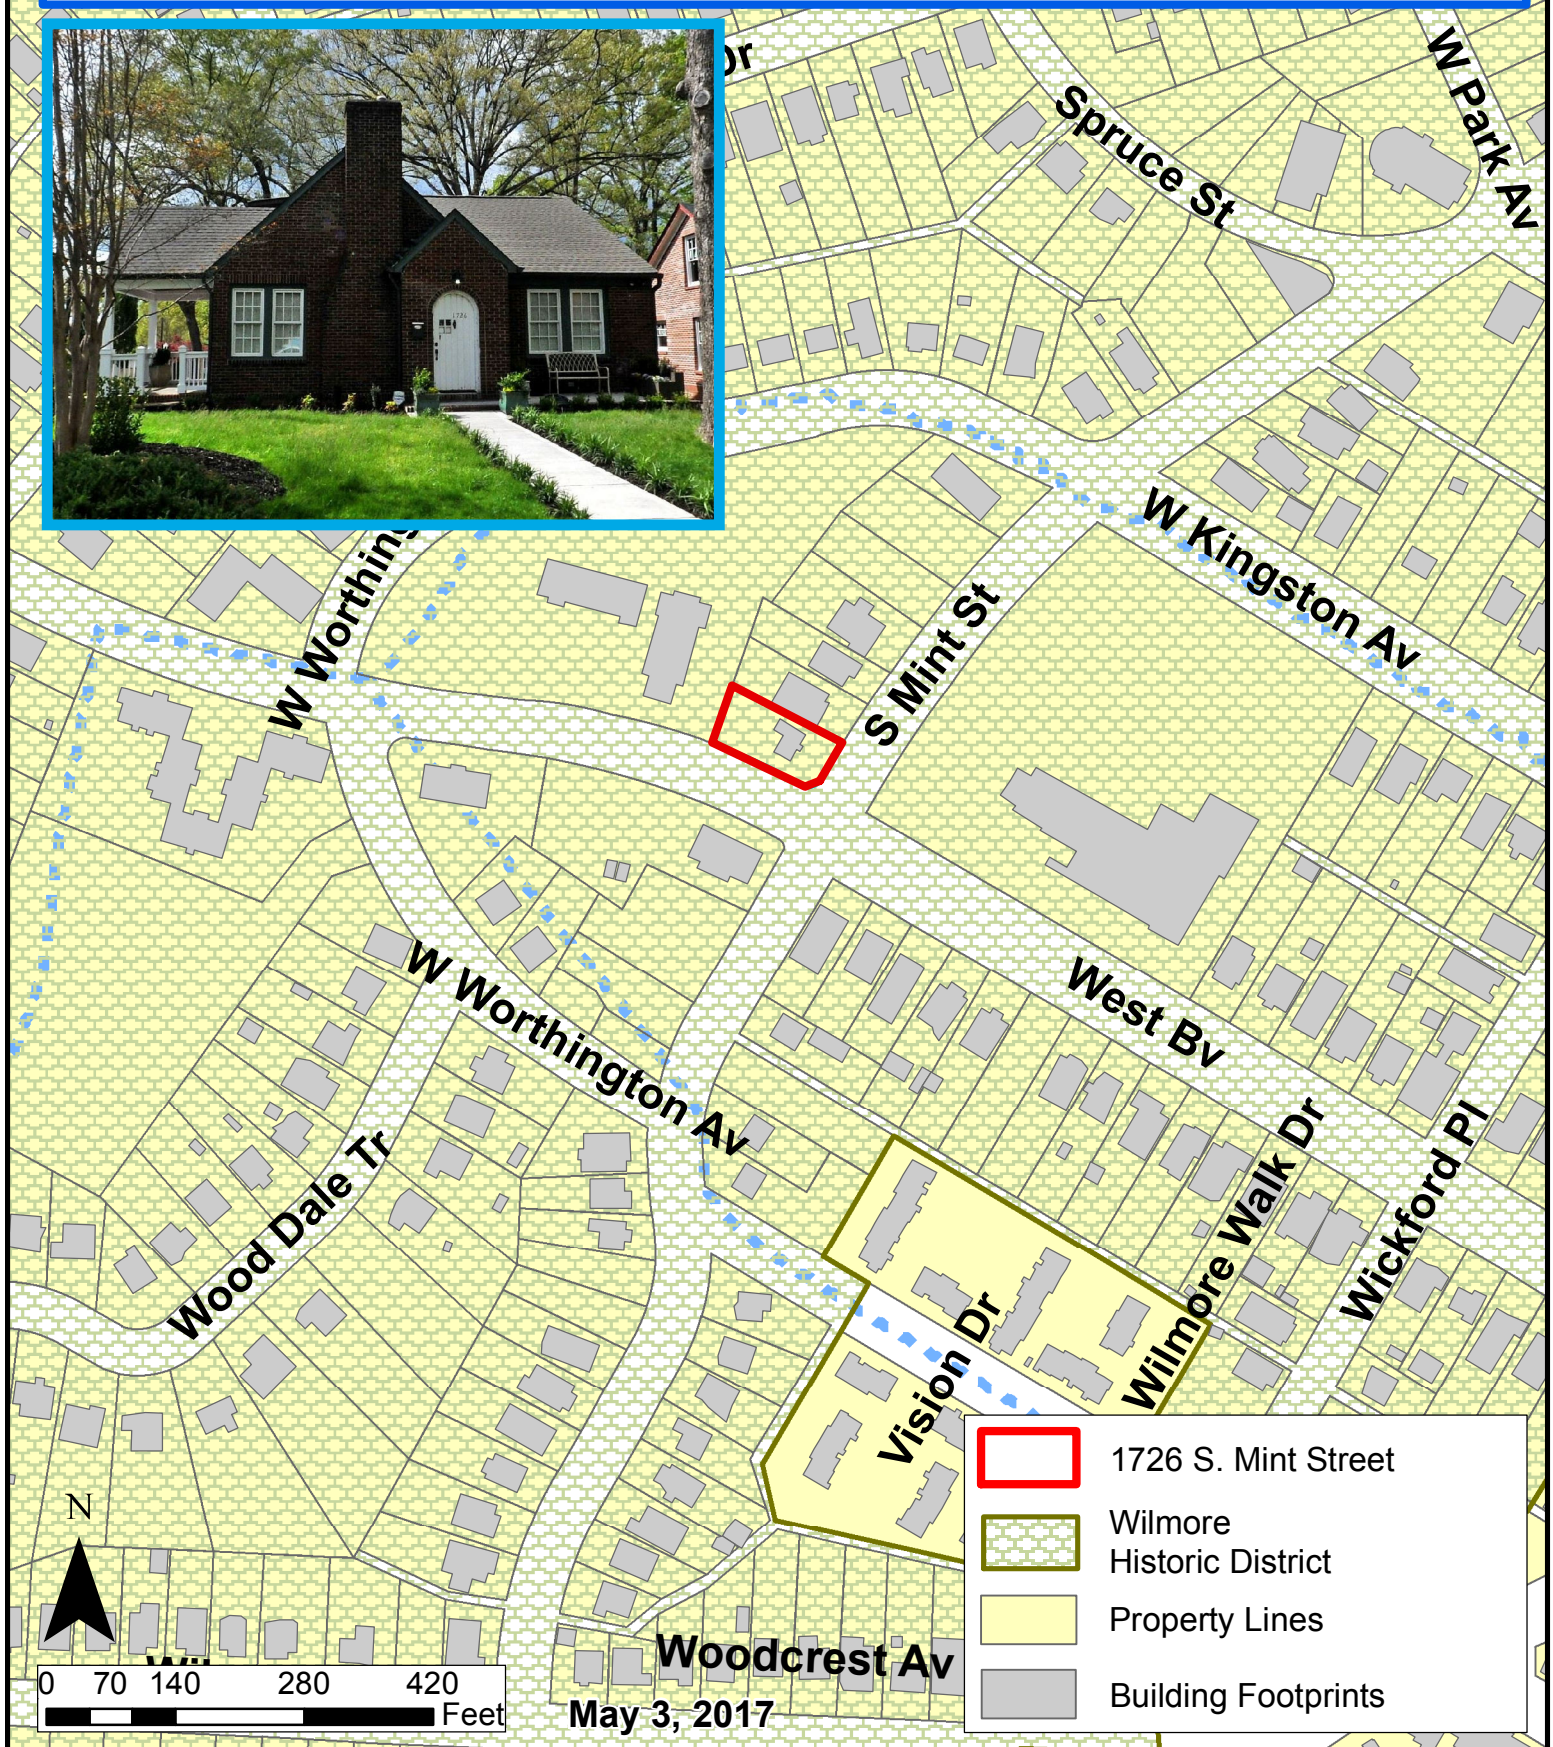 Dr
Spruce St
W Park Av
1726
W Kingston Av
W Worthing
S Mint St
W Worthington Av
West Bv
Wood Dale Tr
Wilmore Walk Dr
Wickford Pl
Vision Dr
Woodcrest Av
N
0 70 140 280 420
Feet
May 3, 2017
1726 S. Mint Street
Wilmore
Historic District
Property Lines
Building Footprints